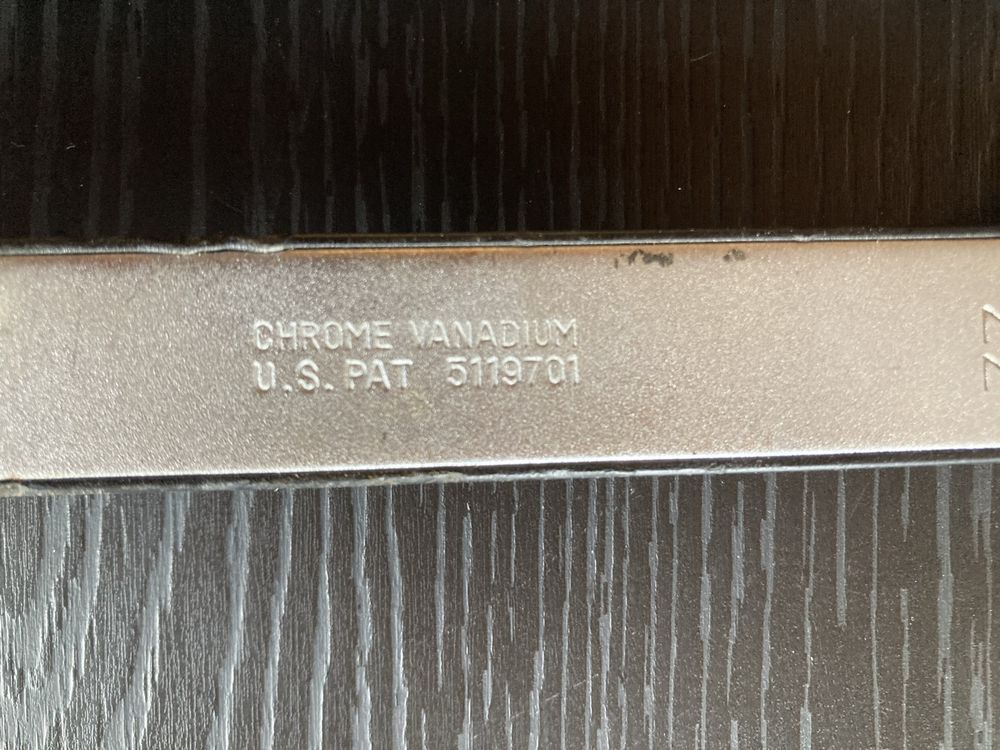 CHROME VANADIUM
U.S. PAT 5119701